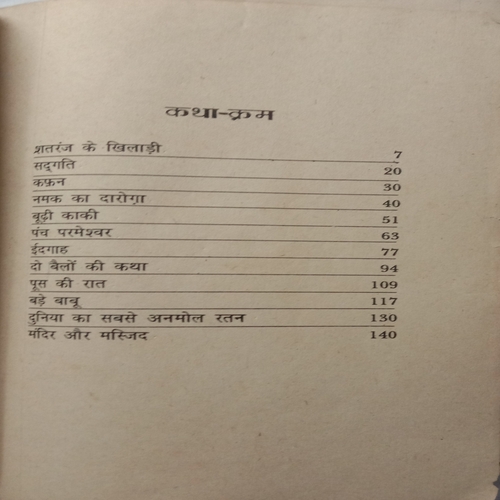 कथा-क्रम
शतरंज के खिलाड़ी 7
सद्गति 20
कफ़न 30
नमक का दारोग़ा 40
बूढ़ी काकी 51
पंच परमेश्वर 63
ईदगाह 77
दो बैलों की कथा 94
पूस की रात 109
बड़े बाबू 117
दुनिया का सबसे अनमोल रतन 130
मंदिर और मस्जिद 140